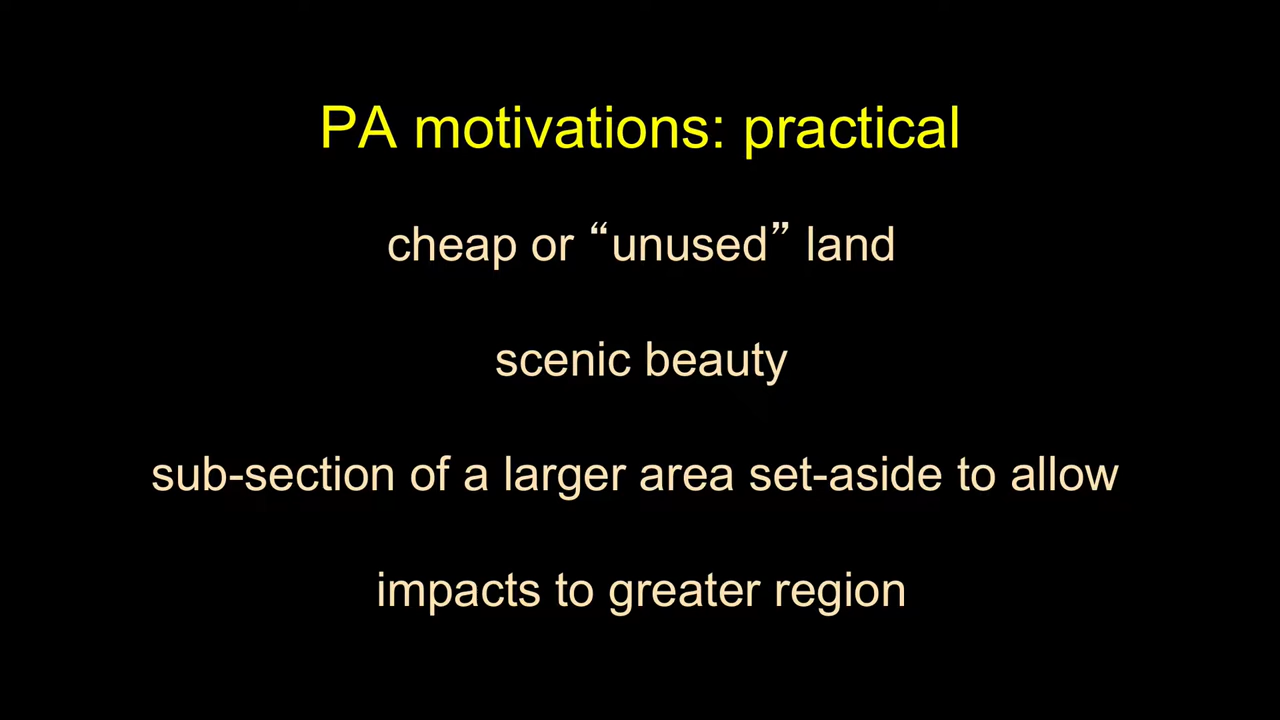 PA motivations: practical
cheap or “unused” land
scenic beauty
sub-section of a larger area set-aside to allow
impacts to greater region